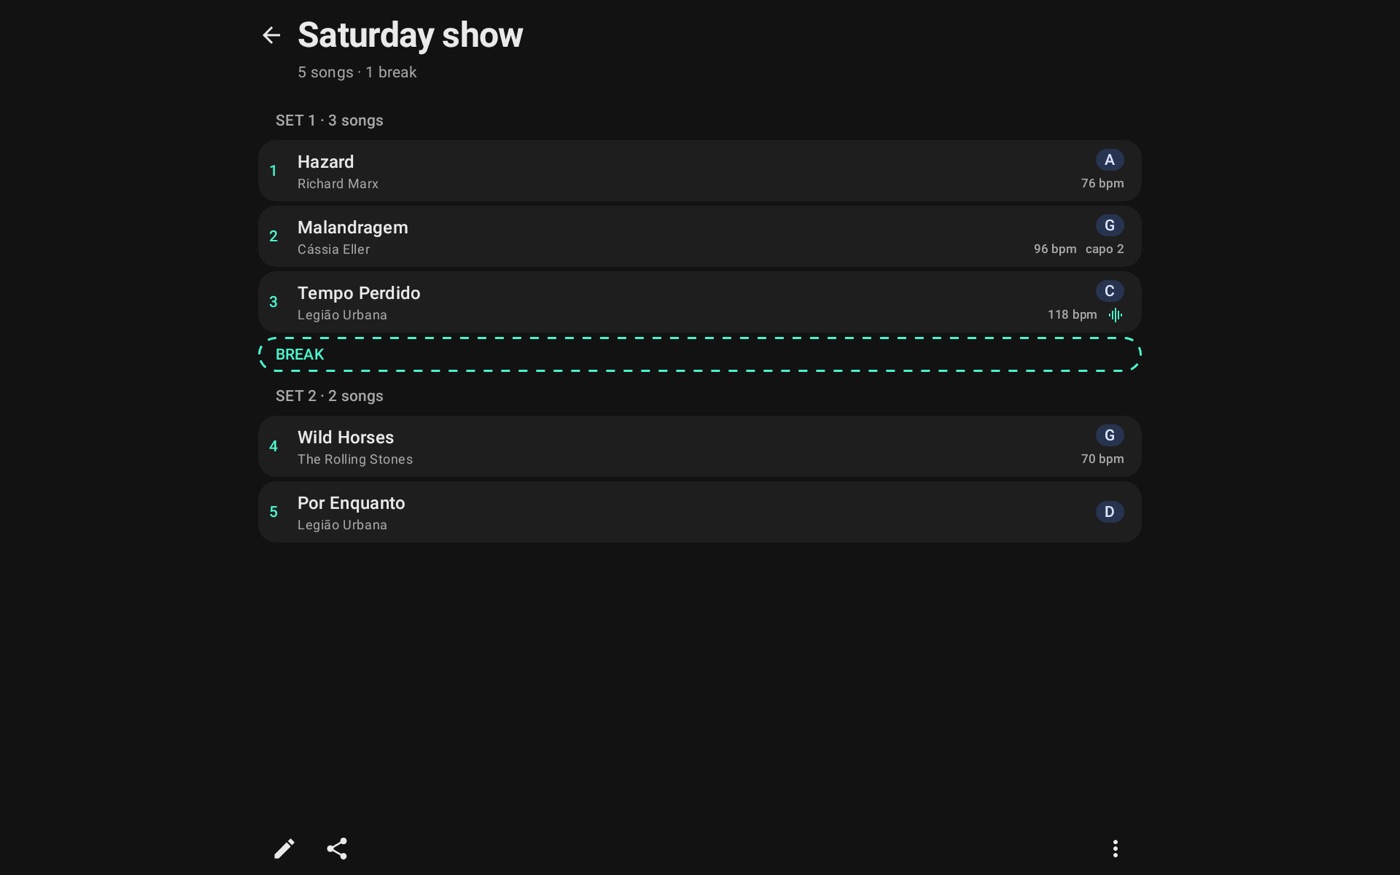 Saturday show
5 songs · 1 break
SET 1 · 3 songs
1
Hazard
Richard Marx
A
76 bpm
2
Malandragem
Cássia Eller
G
96 bpm capo 2
3
Tempo Perdido
Legião Urbana
C
118 bpm
BREAK
SET 2 · 2 songs
4
Wild Horses
The Rolling Stones
G
70 bpm
5
Por Enquanto
Legião Urbana
D